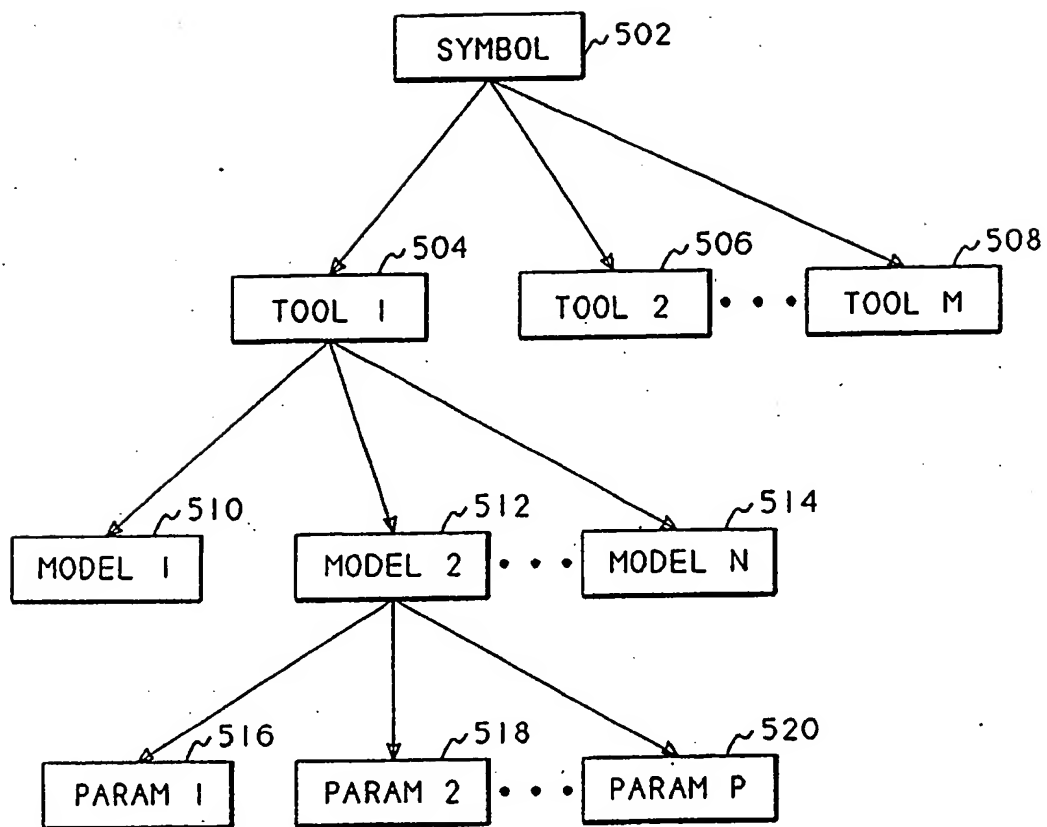 SYMBOL 502
504 506 508
TOOL 1 TOOL 2 • • • TOOL M
510 512 514
MODEL 1 MODEL 2 • • • MODEL N
516 518 520
PARAM 1 PARAM 2 • • • PARAM P